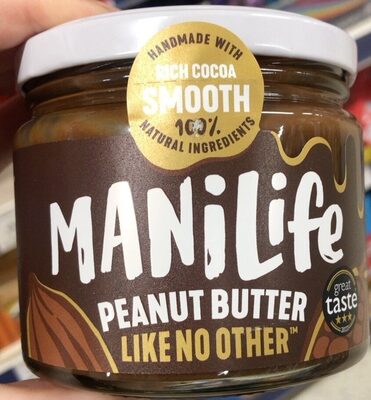 HANDMADE WITH
RICH COCOA
SMOOTH
100%
NATURAL INGREDIENTS
MANiLife
PEANUT BUTTER
LIKE NO OTHER™
great
taste